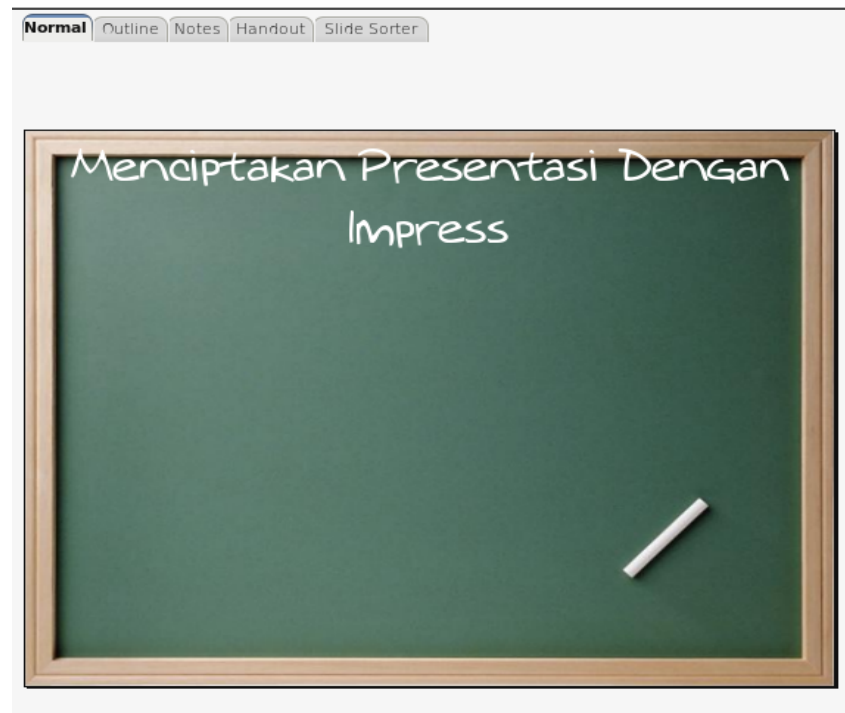 Normal Outline Notes Handout Slide Sorter
Menciptakan Presentasi Dengan
Impress